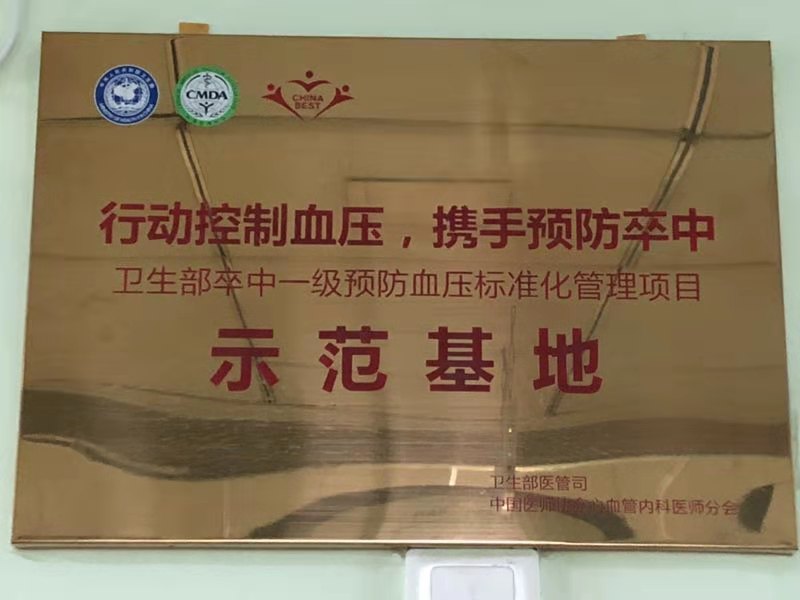 CMDA
CHINA
BEST
行动控制血压，携手预防卒中
卫生部卒中一级预防血压标准化管理项目
示范基地
卫生部医管司
中国医师协会心血管内科医师分会